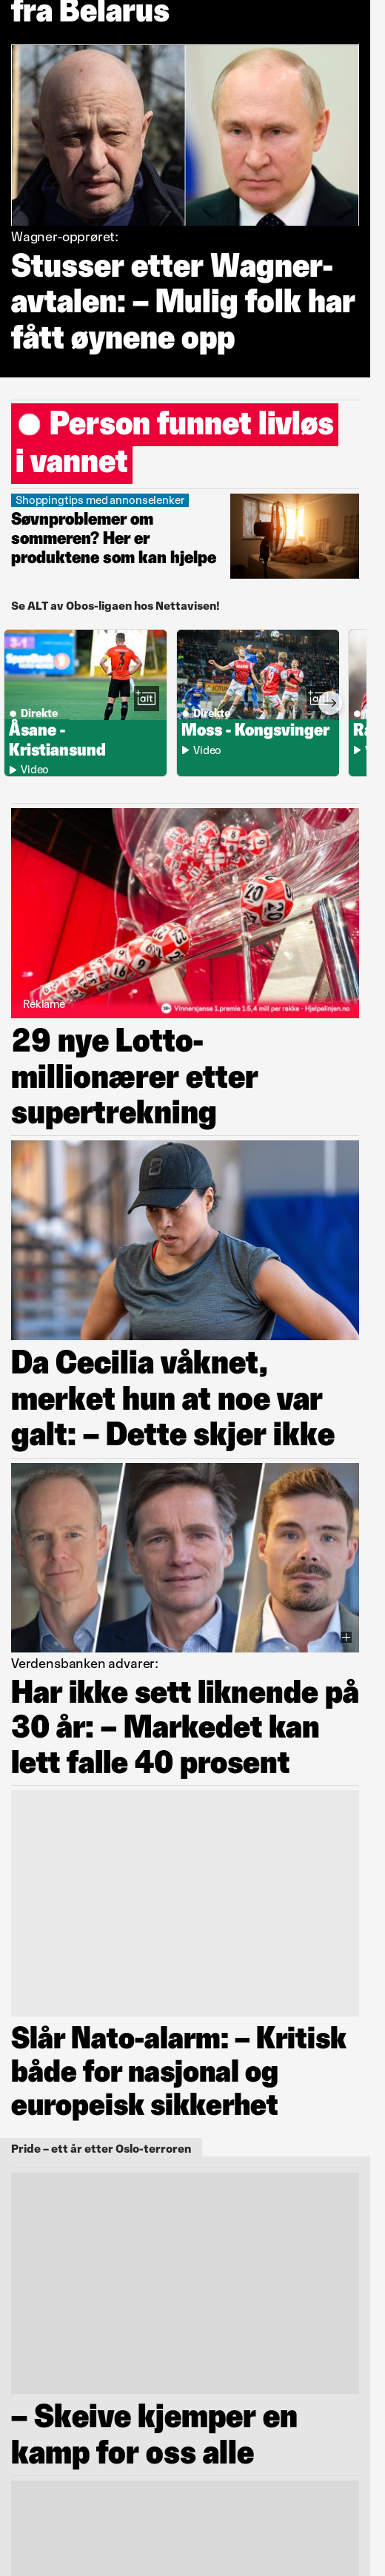 fra Belarus
Wagner-opprøret:
Stusser etter Wagner-
avtalen: – Mulig folk har
fått øynene opp
Person funnet livløs
i vannet
Shoppingtips med annonselenker
Søvnproblemer om
sommeren? Her er
produktene som kan hjelpe
Se ALT av Obos-ligaen hos Nettavisen!
3-1
+
alt
Direkte
Åsane -
Kristiansund
Video
+
Direkte
Moss - Kongsvinger
Video
20
20
32
Reklame
Vinnersjanse 1.premie 1:5,4 mill per rekke - Hjelpelinjen.no
29 nye Lotto-
millionærer etter
supertrekning
Da Cecilia våknet,
merket hun at noe var
galt: – Dette skjer ikke
+
Verdensbanken advarer:
Har ikke sett liknende på
30 år: – Markedet kan
lett falle 40 prosent
Slår Nato-alarm: – Kritisk
både for nasjonal og
europeisk sikkerhet
Pride – ett år etter Oslo-terroren
– Skeive kjemper en
kamp for oss alle